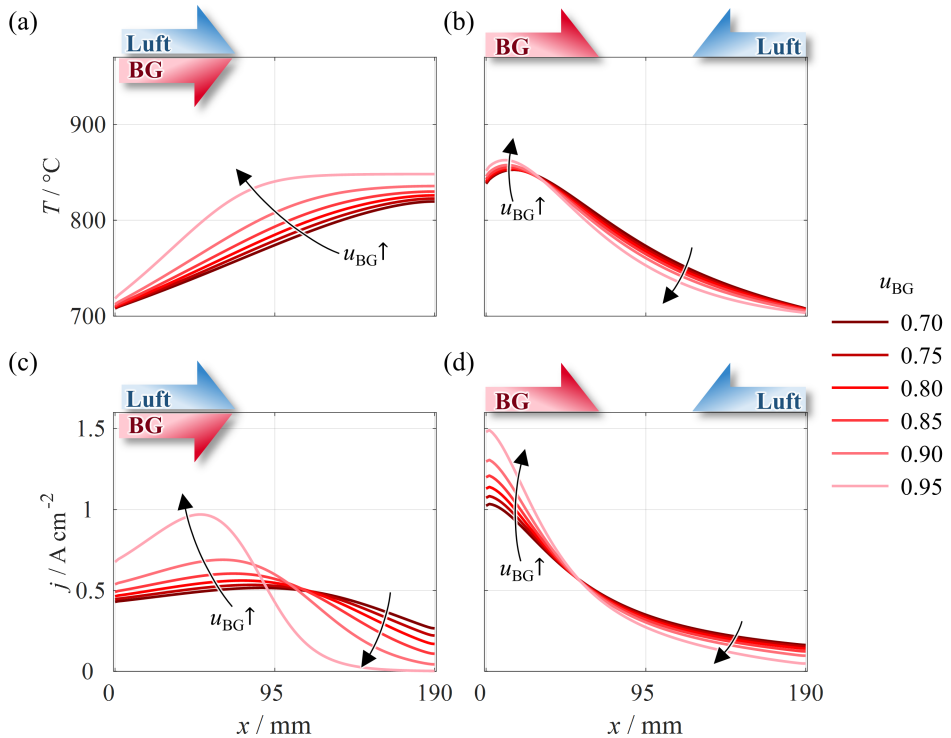 (a)
Luft
BG
T / °C
900
800
700
u_BG↑
(b)
BG
Luft
u_BG↑
u_BG
0.70
0.75
0.80
0.85
0.90
0.95
(c)
Luft
BG
j / A cm⁻²
1.5
1
0.5
0
u_BG↑
0
95
190
x / mm
(d)
BG
Luft
u_BG↑
0
95
190
x / mm